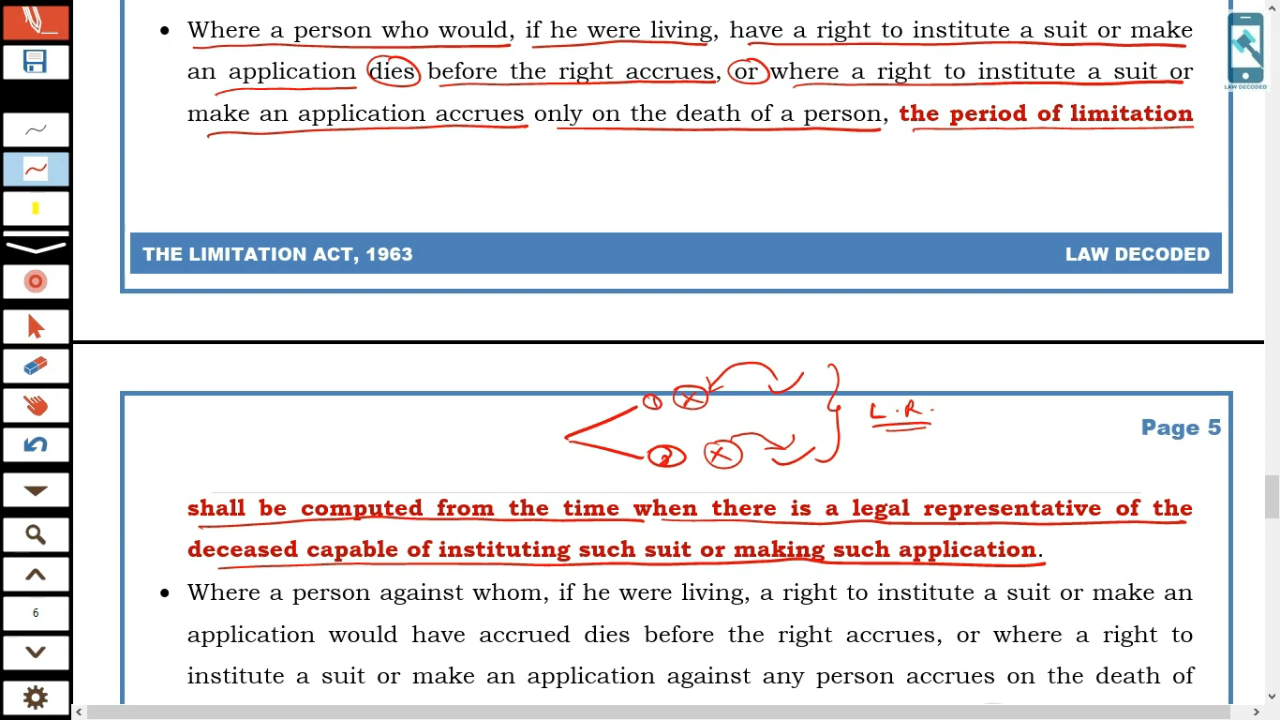 Where a person who would, if he were living, have a right to institute a suit or make
an application dies before the right accrues, or where a right to institute a suit or
make an application accrues only on the death of a person, the period of limitation
LAW DECODED
THE LIMITATION ACT, 1963 LAW DECODED
1 X
L.R.
Page 5
2 X
shall be computed from the time when there is a legal representative of the
deceased capable of instituting such suit or making such application.
Where a person against whom, if he were living, a right to institute a suit or make an
application would have accrued dies before the right accrues, or where a right to
institute a suit or make an application against any person accrues on the death of
6